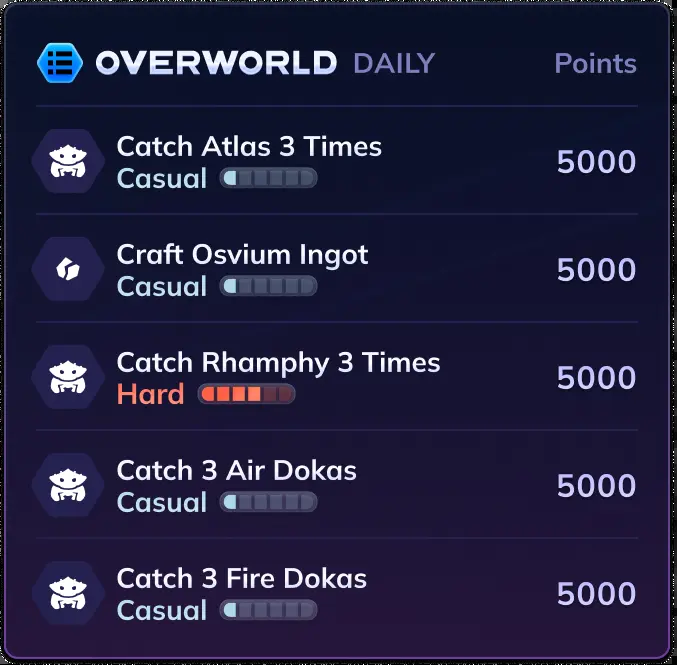 OVERWORLD DAILY Points
Catch Atlas 3 Times
Casual
5000
Craft Osvium Ingot
Casual
5000
Catch Rhamphy 3 Times
Hard
5000
Catch 3 Air Dokas
Casual
5000
Catch 3 Fire Dokas
Casual
5000